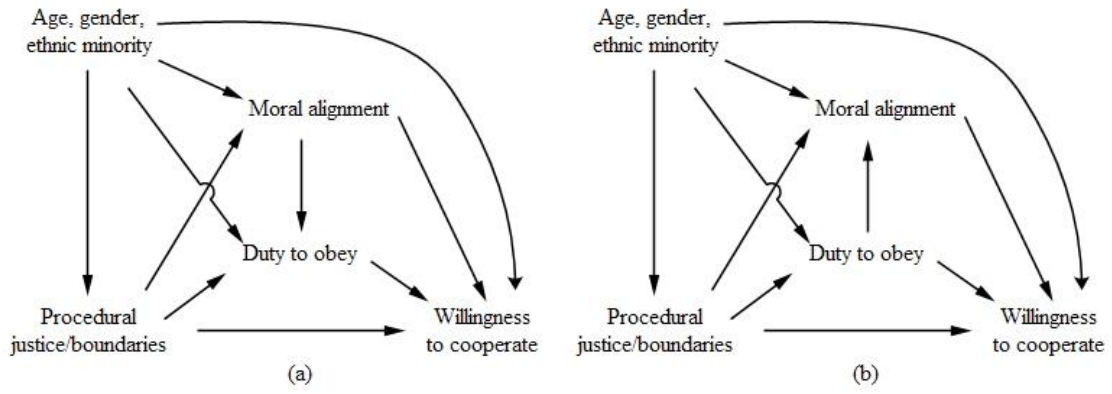 Age, gender,
ethnic minority
Moral alignment
Duty to obey
Procedural
justice/boundaries
Willingness
to cooperate
(a)
Age, gender,
ethnic minority
Moral alignment
Duty to obey
Procedural
justice/boundaries
Willingness
to cooperate
(b)